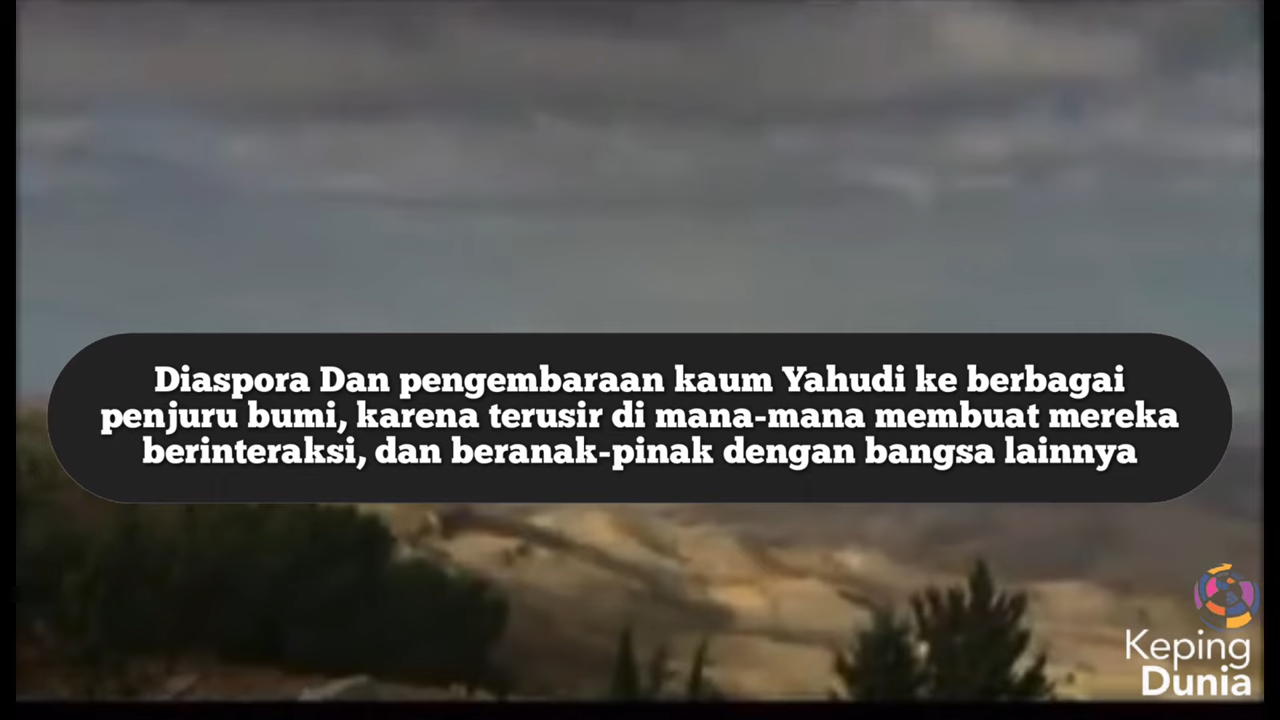 Diaspora Dan pengembaraan kaum Yahudi ke berbagai
penjuru bumi, karena terusir di mana-mana membuat mereka
berinteraksi, dan beranak-pinak dengan bangsa lainnya
Keping
Dunia